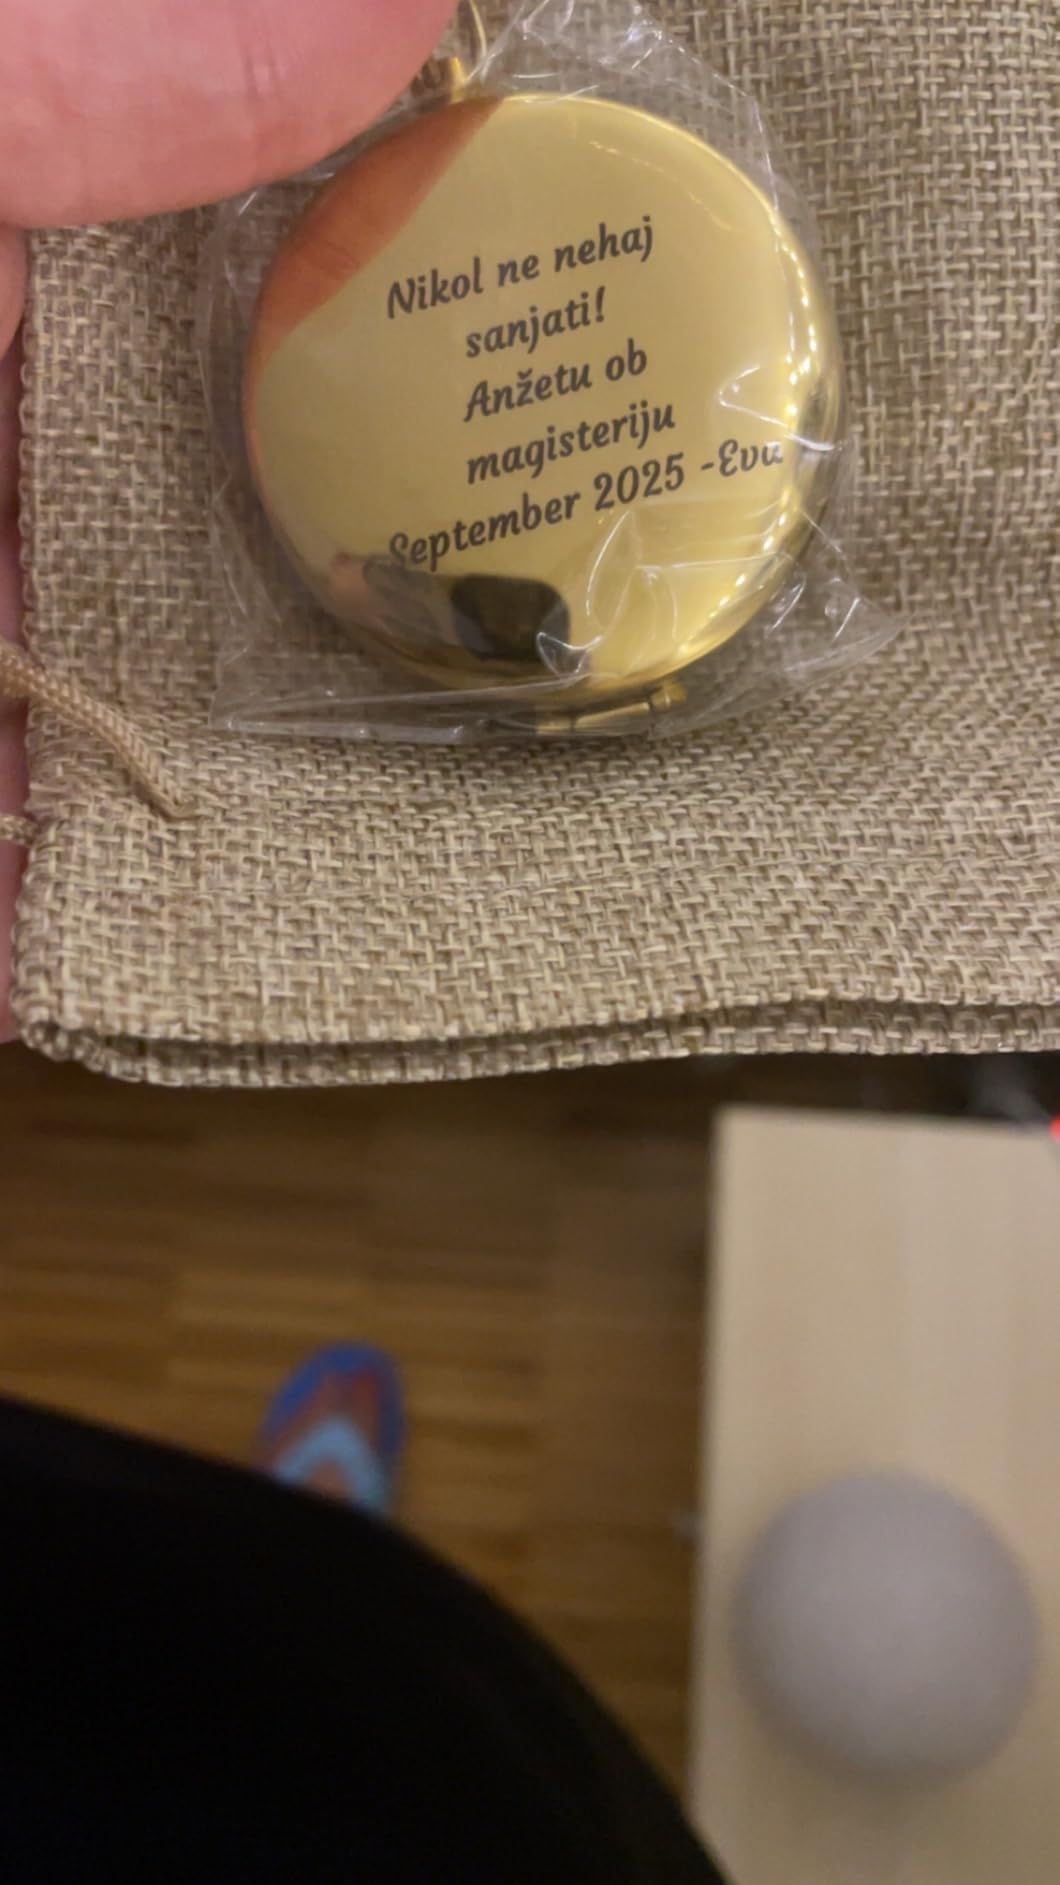 Nikol ne nehaj
sanjati!
Anžetu ob
magisteriju
September 2025 -Eva